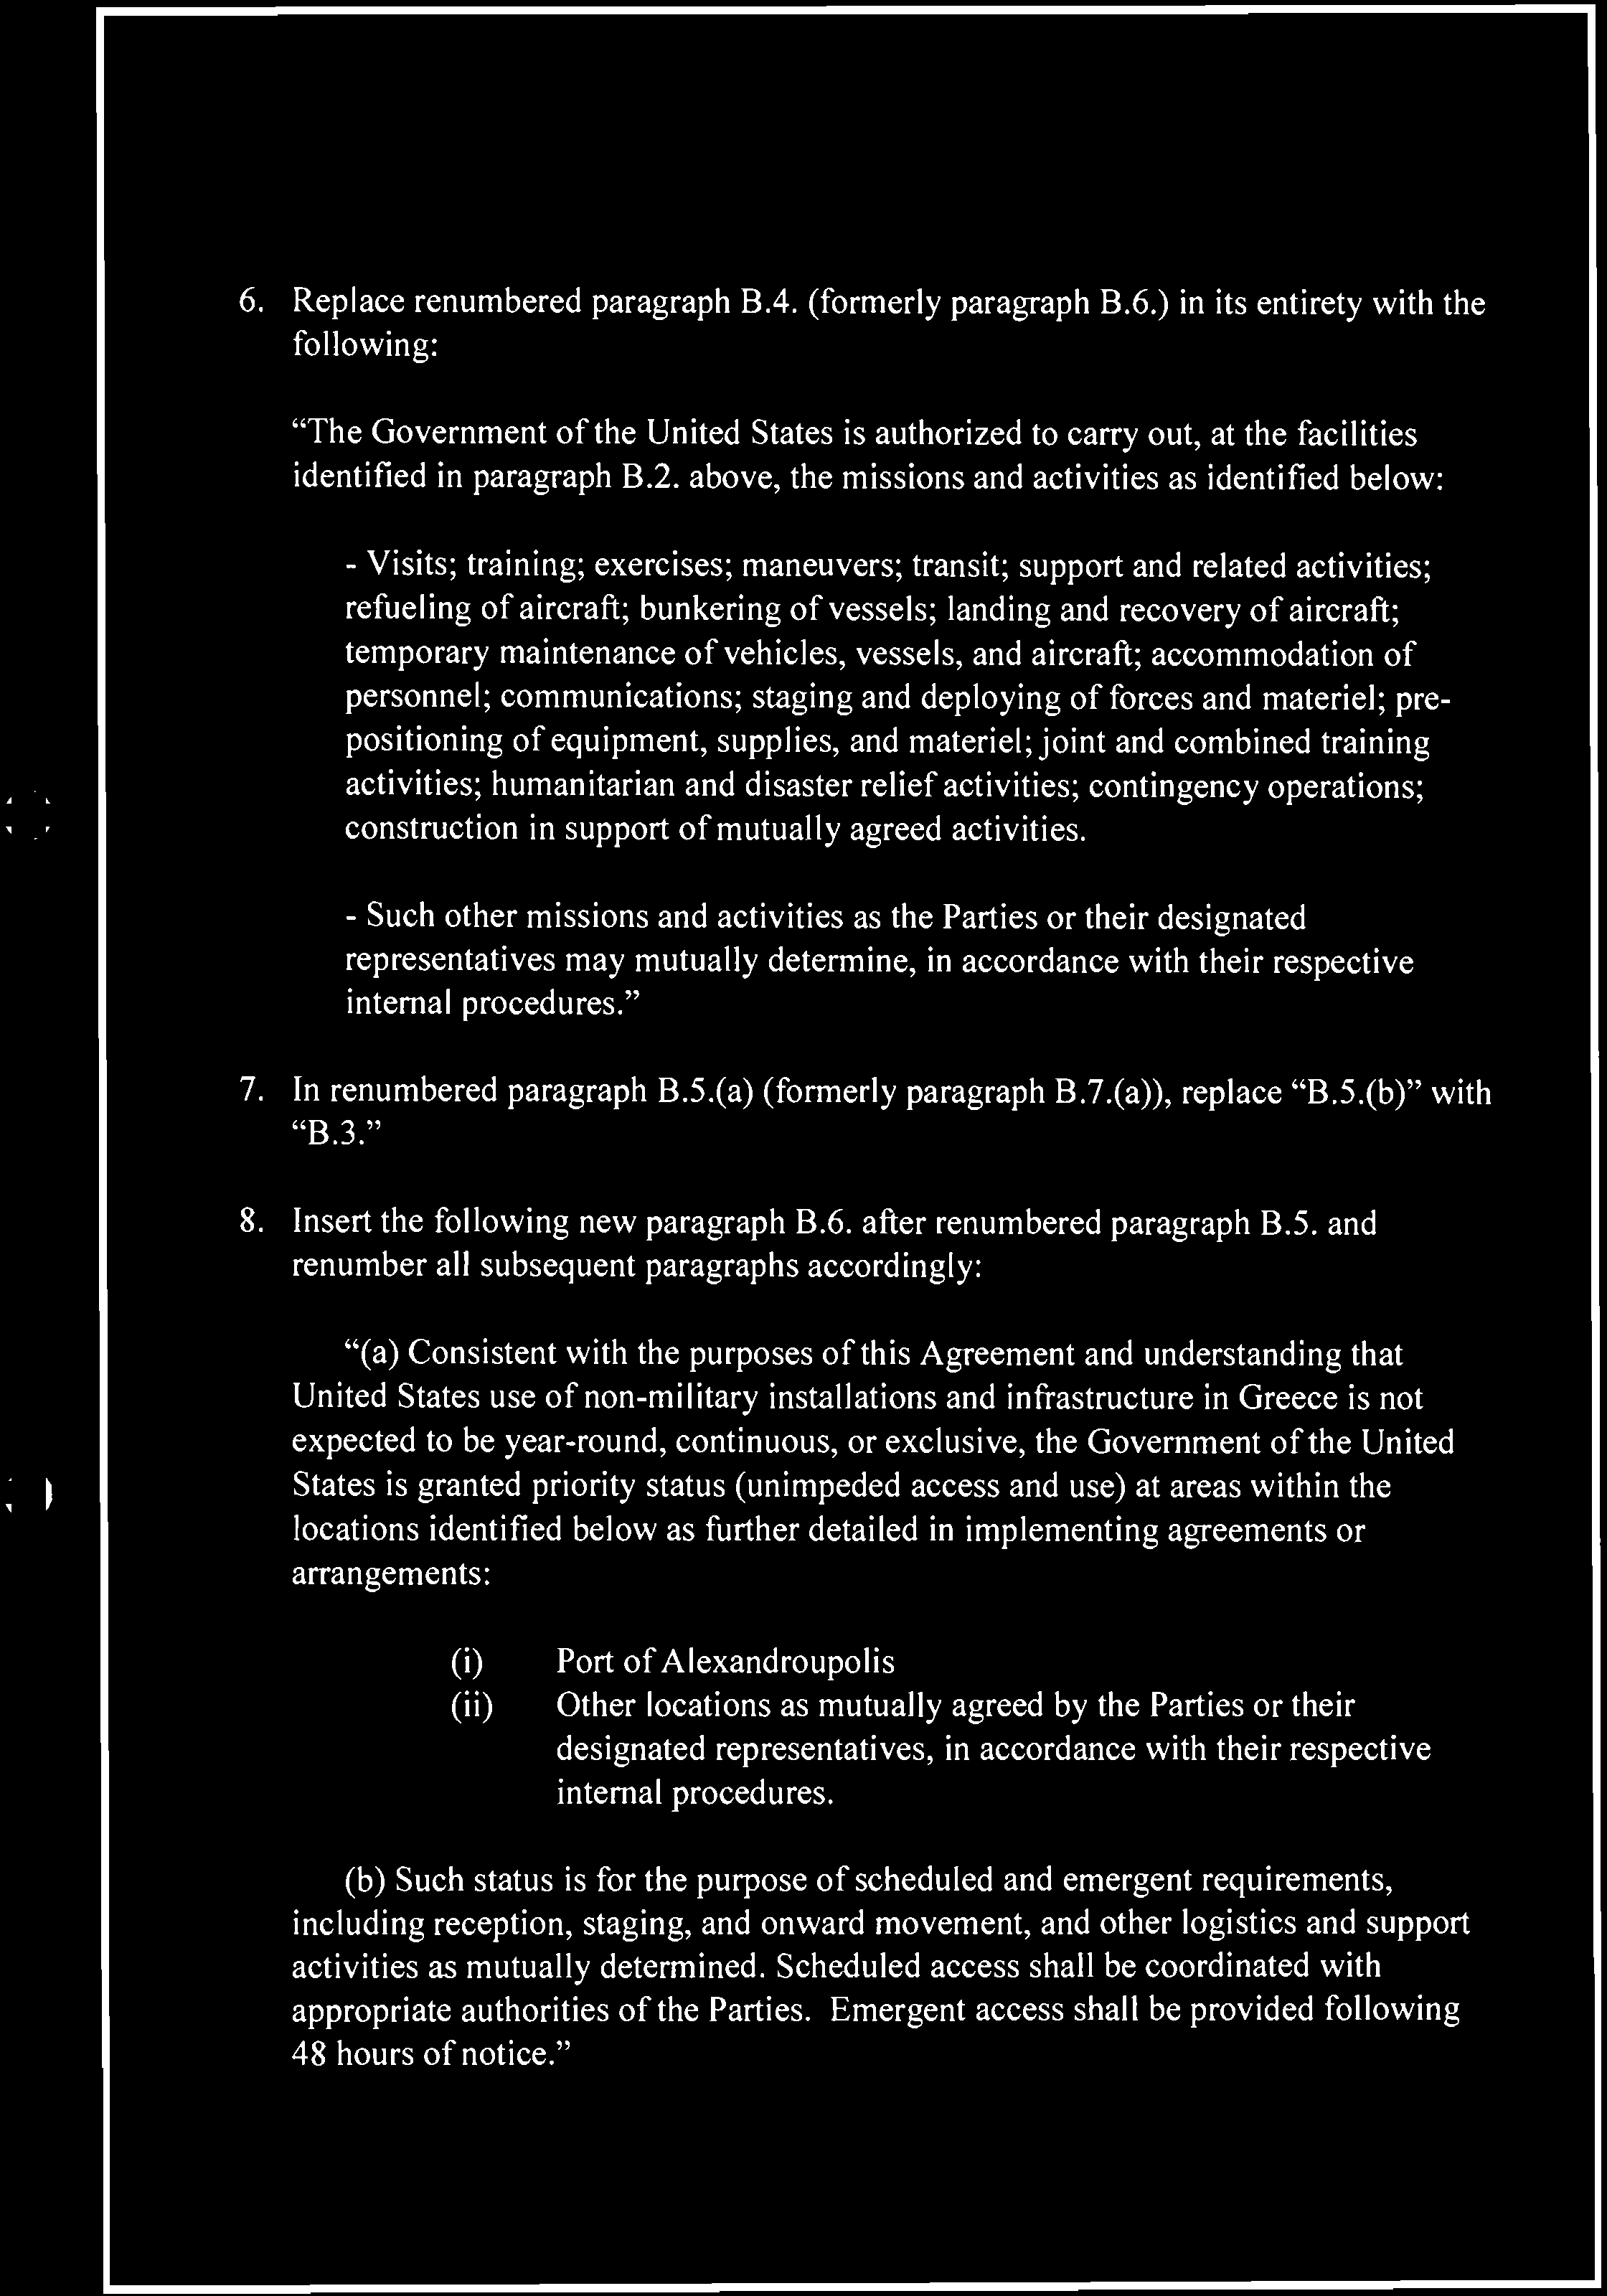 6. Replace renumbered paragraph B.4. (formerly paragraph B.6.) in its entirety with the
following:
“The Government of the United States is authorized to carry out, at the facilities
identified in paragraph B.2. above, the missions and activities as identified below:
- Visits; training; exercises; maneuvers; transit; support and related activities;
refueling of aircraft; bunkering of vessels; landing and recovery of aircraft;
temporary maintenance of vehicles, vessels, and aircraft; accommodation of
personnel; communications; staging and deploying of forces and materiel; pre-
positioning of equipment, supplies, and materiel; joint and combined training
activities; humanitarian and disaster relief activities; contingency operations;
construction in support of mutually agreed activities.
- Such other missions and activities as the Parties or their designated
representatives may mutually determine, in accordance with their respective
internal procedures.”
7. In renumbered paragraph B.5.(a) (formerly paragraph B.7.(a)), replace “B.5.(b)” with
“B.3.”
8. Insert the following new paragraph B.6. after renumbered paragraph B.5. and
renumber all subsequent paragraphs accordingly:
“(a) Consistent with the purposes of this Agreement and understanding that
United States use of non-military installations and infrastructure in Greece is not
expected to be year-round, continuous, or exclusive, the Government of the United
States is granted priority status (unimpeded access and use) at areas within the
locations identified below as further detailed in implementing agreements or
arrangements:
(i) Port of Alexandroupolis
(ii) Other locations as mutually agreed by the Parties or their
designated representatives, in accordance with their respective
internal procedures.
(b) Such status is for the purpose of scheduled and emergent requirements,
including reception, staging, and onward movement, and other logistics and support
activities as mutually determined. Scheduled access shall be coordinated with
appropriate authorities of the Parties. Emergent access shall be provided following
48 hours of notice.”